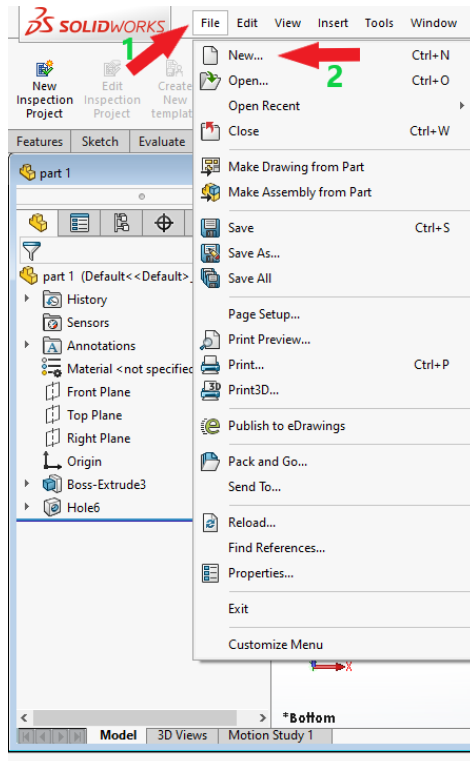 SOLIDWORKS
File Edit View Insert Tools Window
1
New Inspection Project
Edit Inspection Project
Create New templat
Features Sketch Evaluate
New... Ctrl+N
2
Open... Ctrl+O
Open Recent
Close Ctrl+W
Make Drawing from Part
Make Assembly from Part
Save Ctrl+S
Save As...
Save All
Page Setup...
Print Preview...
Print... Ctrl+P
Print3D...
Publish to eDrawings
Pack and Go...
Send To...
Reload...
Find References...
Properties...
Exit
Customize Menu
part 1
part 1 (Default<<Default>_
History
Sensors
Annotations
Material <not specified
Front Plane
Top Plane
Right Plane
Origin
Boss-Extrude3
Hole6
X
*Bottom
Model 3D Views Motion Study 1